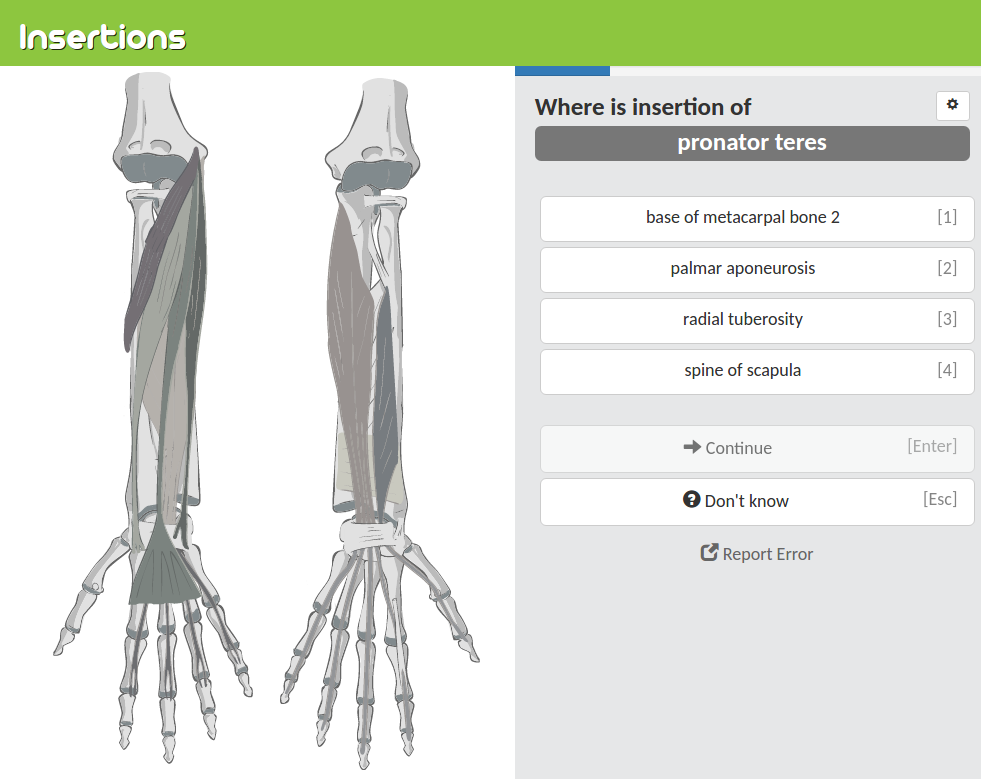 Insertions
Where is insertion of
pronator teres
base of metacarpal bone 2 [1]
palmar aponeurosis [2]
radial tuberosity [3]
spine of scapula [4]
Continue [Enter]
Don't know [Esc]
Report Error